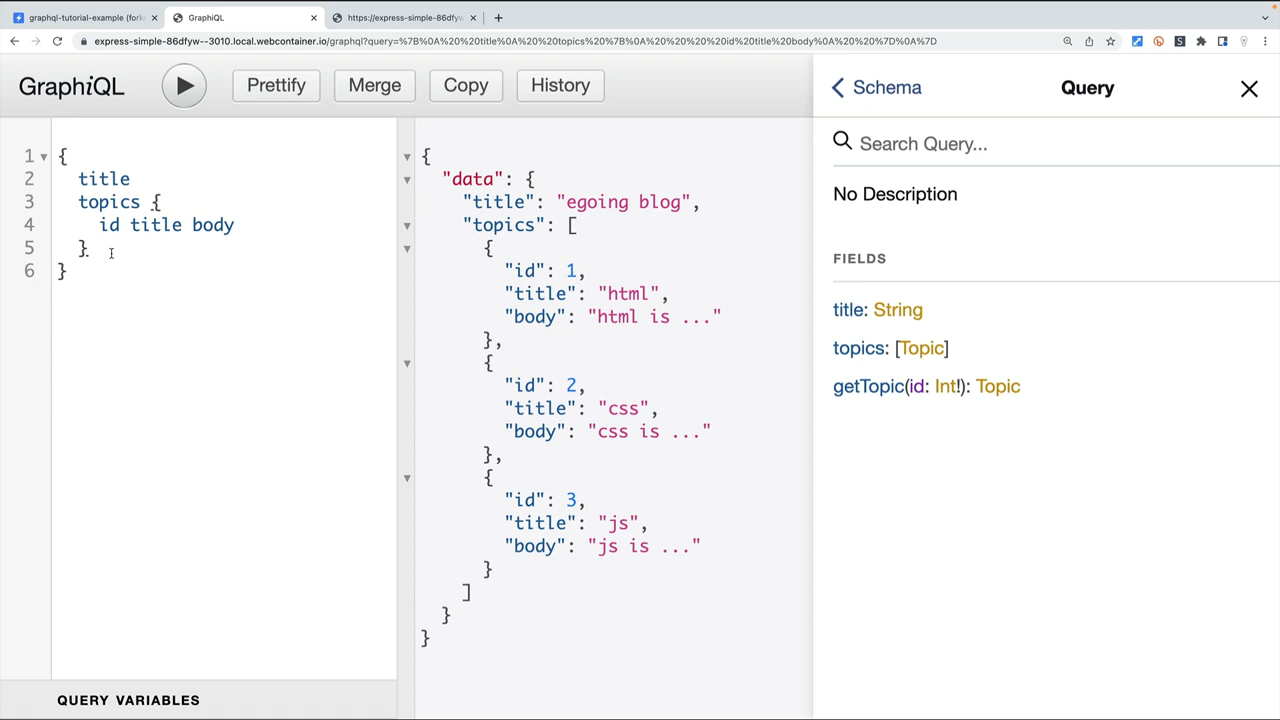 graphql-tutorial-example (fork
GraphiQL
https://express-simple-86dfyw-
express-simple-86dfyw--3010.local.webcontainer.io/graphql?query=%7B%0A%20%20title%0A%20%20topics%20%7B%0A%20%20%20%20id%20title%20body%0A%20%20%7D%0A%7D
GraphiQL
Prettify
Merge
Copy
History
Schema
Query
Search Query...
No Description
FIELDS
title: String
topics: [Topic]
getTopic(id: Int!): Topic
1 {
2 title
3 topics {
4 id title body
5 }
6 }
{
"data": {
"title": "egoing blog",
"topics": [
{
"id": 1,
"title": "html",
"body": "html is ..."
},
{
"id": 2,
"title": "css",
"body": "css is ..."
},
{
"id": 3,
"title": "js",
"body": "js is ..."
}
]
}
}
QUERY VARIABLES